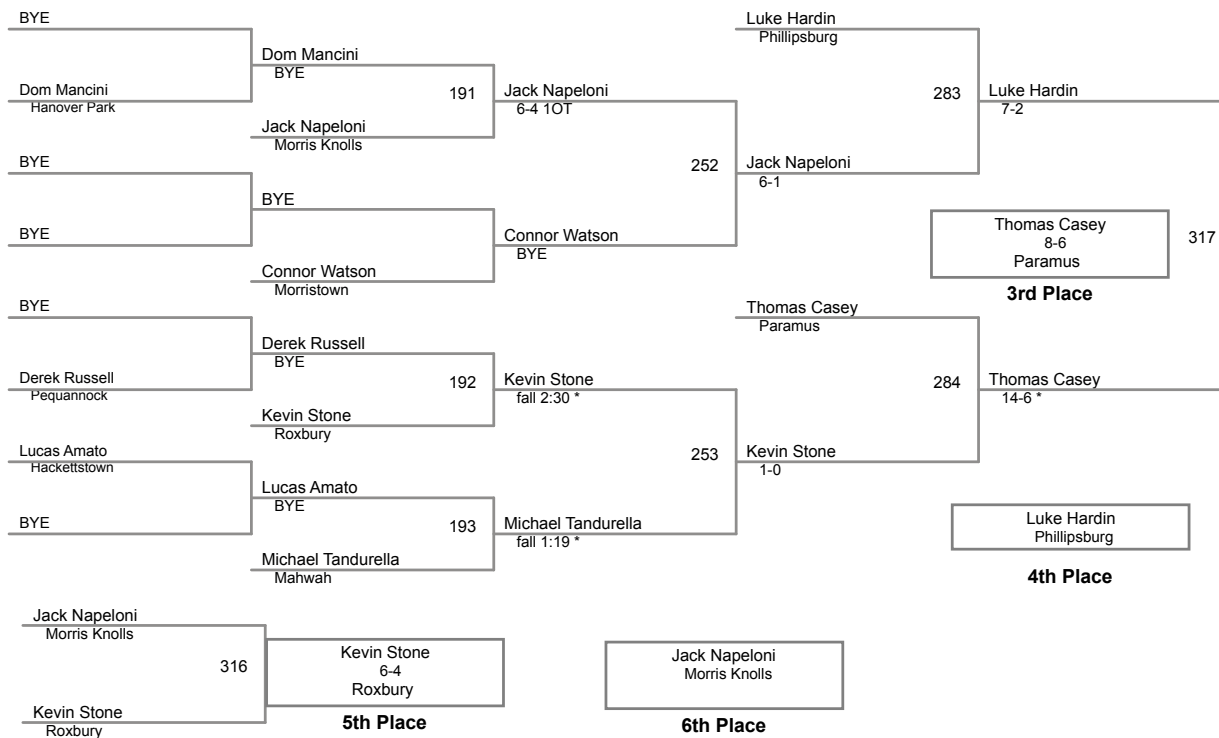 BYE
Dom Mancini
Hanover Park
BYE
BYE
BYE
Derek Russell
Pequannock
Lucas Amato
Hackettstown
BYE
Dom Mancini
BYE
191
Jack Napeloni
Morris Knolls
BYE
Connor Watson
Morristown
Derek Russell
BYE
192
Kevin Stone
Roxbury
Lucas Amato
BYE
193
Michael Tandurella
Mahwah
Jack Napeloni
6-4 1OT
252
Connor Watson
BYE
Kevin Stone
fall 2:30 *
253
Michael Tandurella
fall 1:19 *
Luke Hardin
Phillipsburg
283
Jack Napeloni
6-1
Thomas Casey
Paramus
284
Kevin Stone
1-0
Luke Hardin
7-2
Thomas Casey
8-6
Paramus
317
3rd Place
Thomas Casey
14-6 *
Luke Hardin
Phillipsburg
4th Place
Jack Napeloni
Morris Knolls
316
Kevin Stone
Roxbury
Kevin Stone
6-4
Roxbury
5th Place
Jack Napeloni
Morris Knolls
6th Place